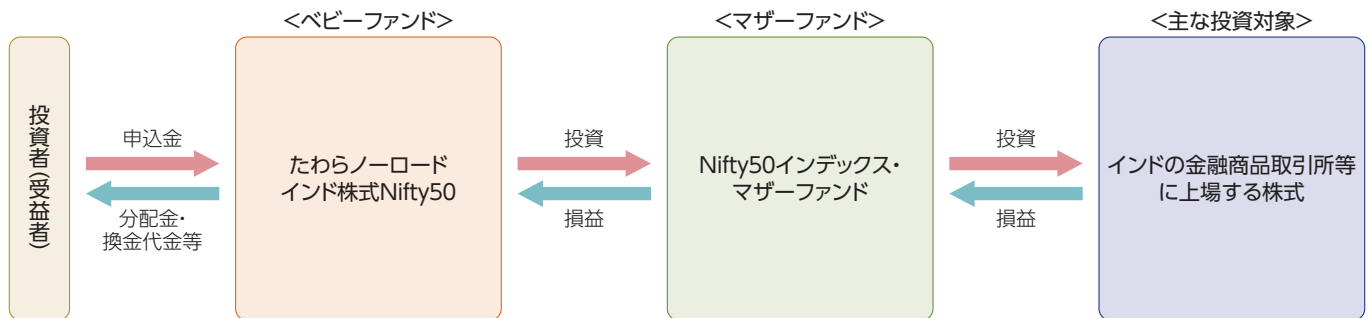 <ベビーファンド>
<マザーファンド>
<主な投資対象>
投資者(受益者)
申込金
分配金・
換金代金等
たわらノーロード
インド株式Nifty50
投資
損益
Nifty50インデックス・
マザーファンド
投資
損益
インドの金融商品取引所等
に上場する株式